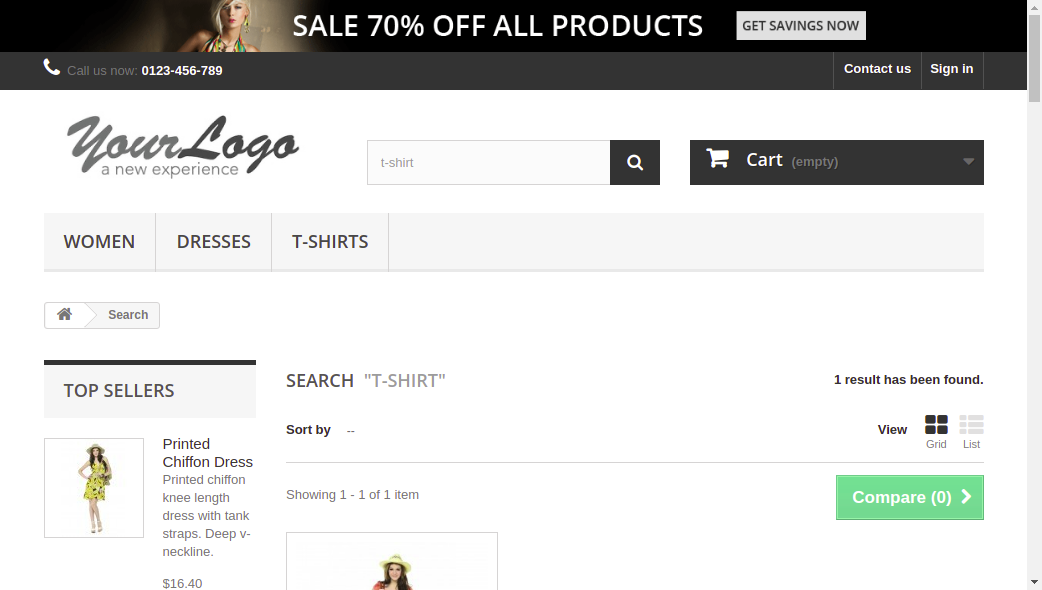 SALE 70% OFF ALL PRODUCTS
GET SAVINGS NOW
Call us now: 0123-456-789
Contact us
Sign in
YourLogo
a new experience
t-shirt
Cart (empty)
WOMEN
DRESSES
T-SHIRTS
Search
TOP SELLERS
Printed
Chiffon Dress
Printed chiffon
knee length
dress with tank
straps. Deep v-
neckline.
$16.40
SEARCH "T-SHIRT"
1 result has been found.
Sort by --
View
Grid
List
Showing 1 - 1 of 1 item
Compare (0)